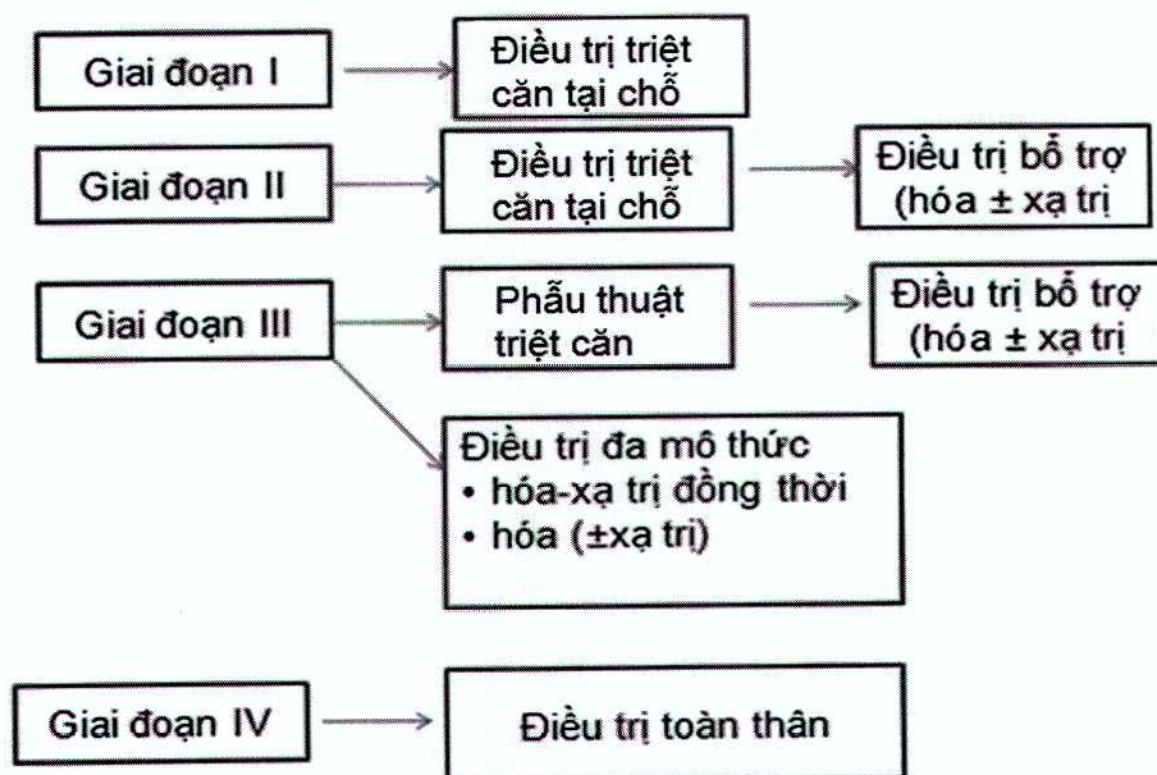 Giai đoạn I
Điều trị triệt
căn tại chỗ
Giai đoạn II
Điều trị triệt
căn tại chỗ
Điều trị bổ trợ
(hóa ± xạ trị
Giai đoạn III
Phẫu thuật
triệt căn
Điều trị bổ trợ
(hóa ± xạ trị
Điều trị đa mô thức
• hóa-xạ trị đồng thời
• hóa (±xạ trị)
Giai đoạn IV
Điều trị toàn thân